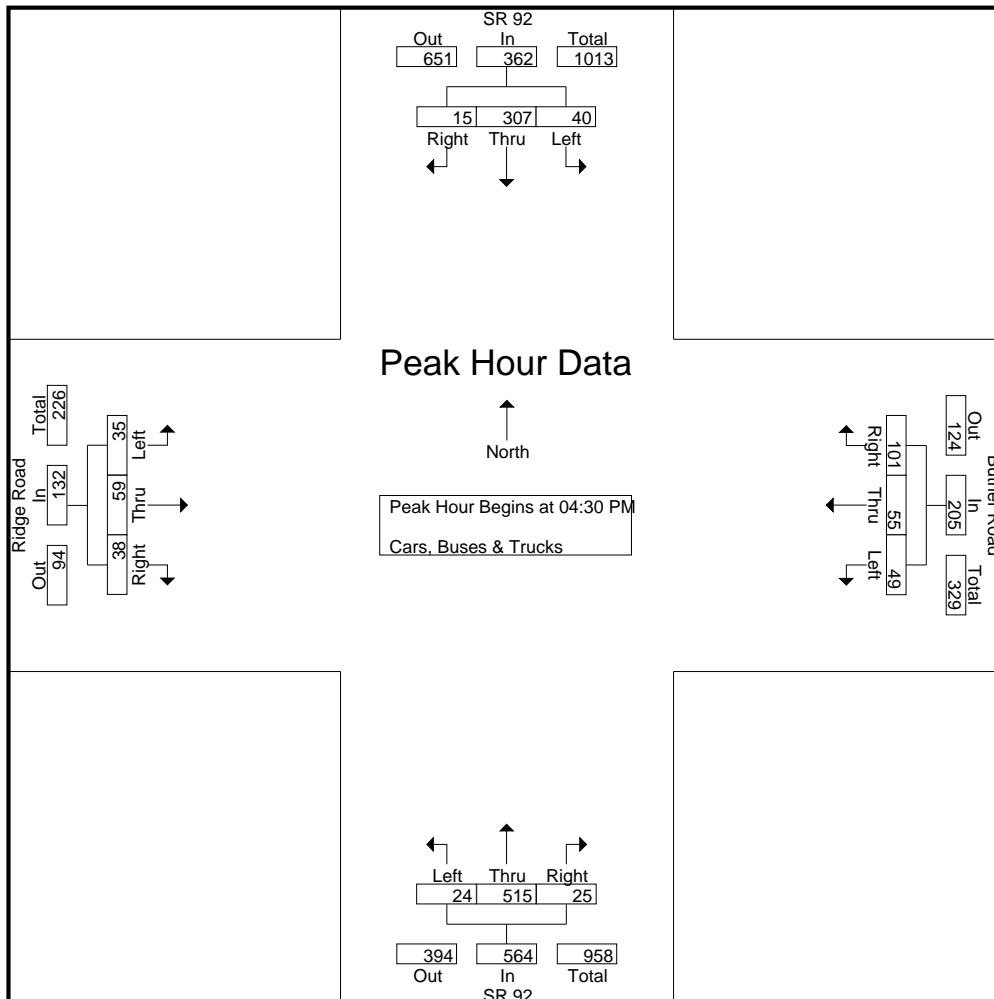 SR 92
Out In Total
651 362 1013
15 307 40
Right Thru Left
Peak Hour Data
North
Peak Hour Begins at 04:30 PM
Cars, Buses & Trucks
Ridge Road
Out In Total
94 132 226
38 59 35
Right Thru Left
Out In Total
124 205 329
101 55 49
Right Thru Left
Road
Left Thru Right
24 515 25
394 564 958
Out In Total
SR 92